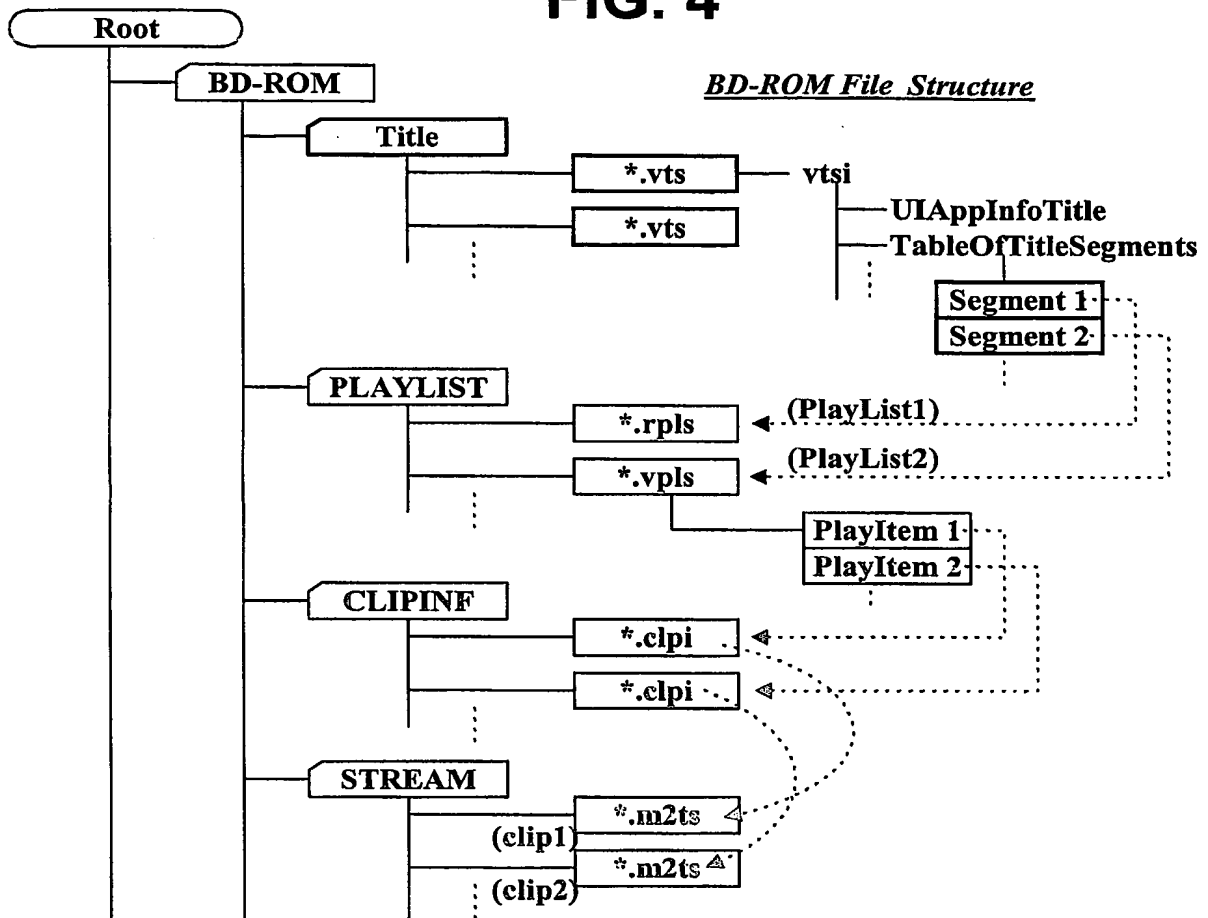 FIG. 4
Root
BD-ROM
BD-ROM File Structure
Title
*.vts
vtsi
UIAppInfoTitle
*.vts
TableOfTitleSegments
Segment 1
Segment 2
PLAYLIST
*.rpls
(PlayList1)
*.vpls
(PlayList2)
PlayItem 1
PlayItem 2
CLIPINF
*.clpi
*.clpi
STREAM
*.m2ts
(clip1)
*.m2ts
(clip2)